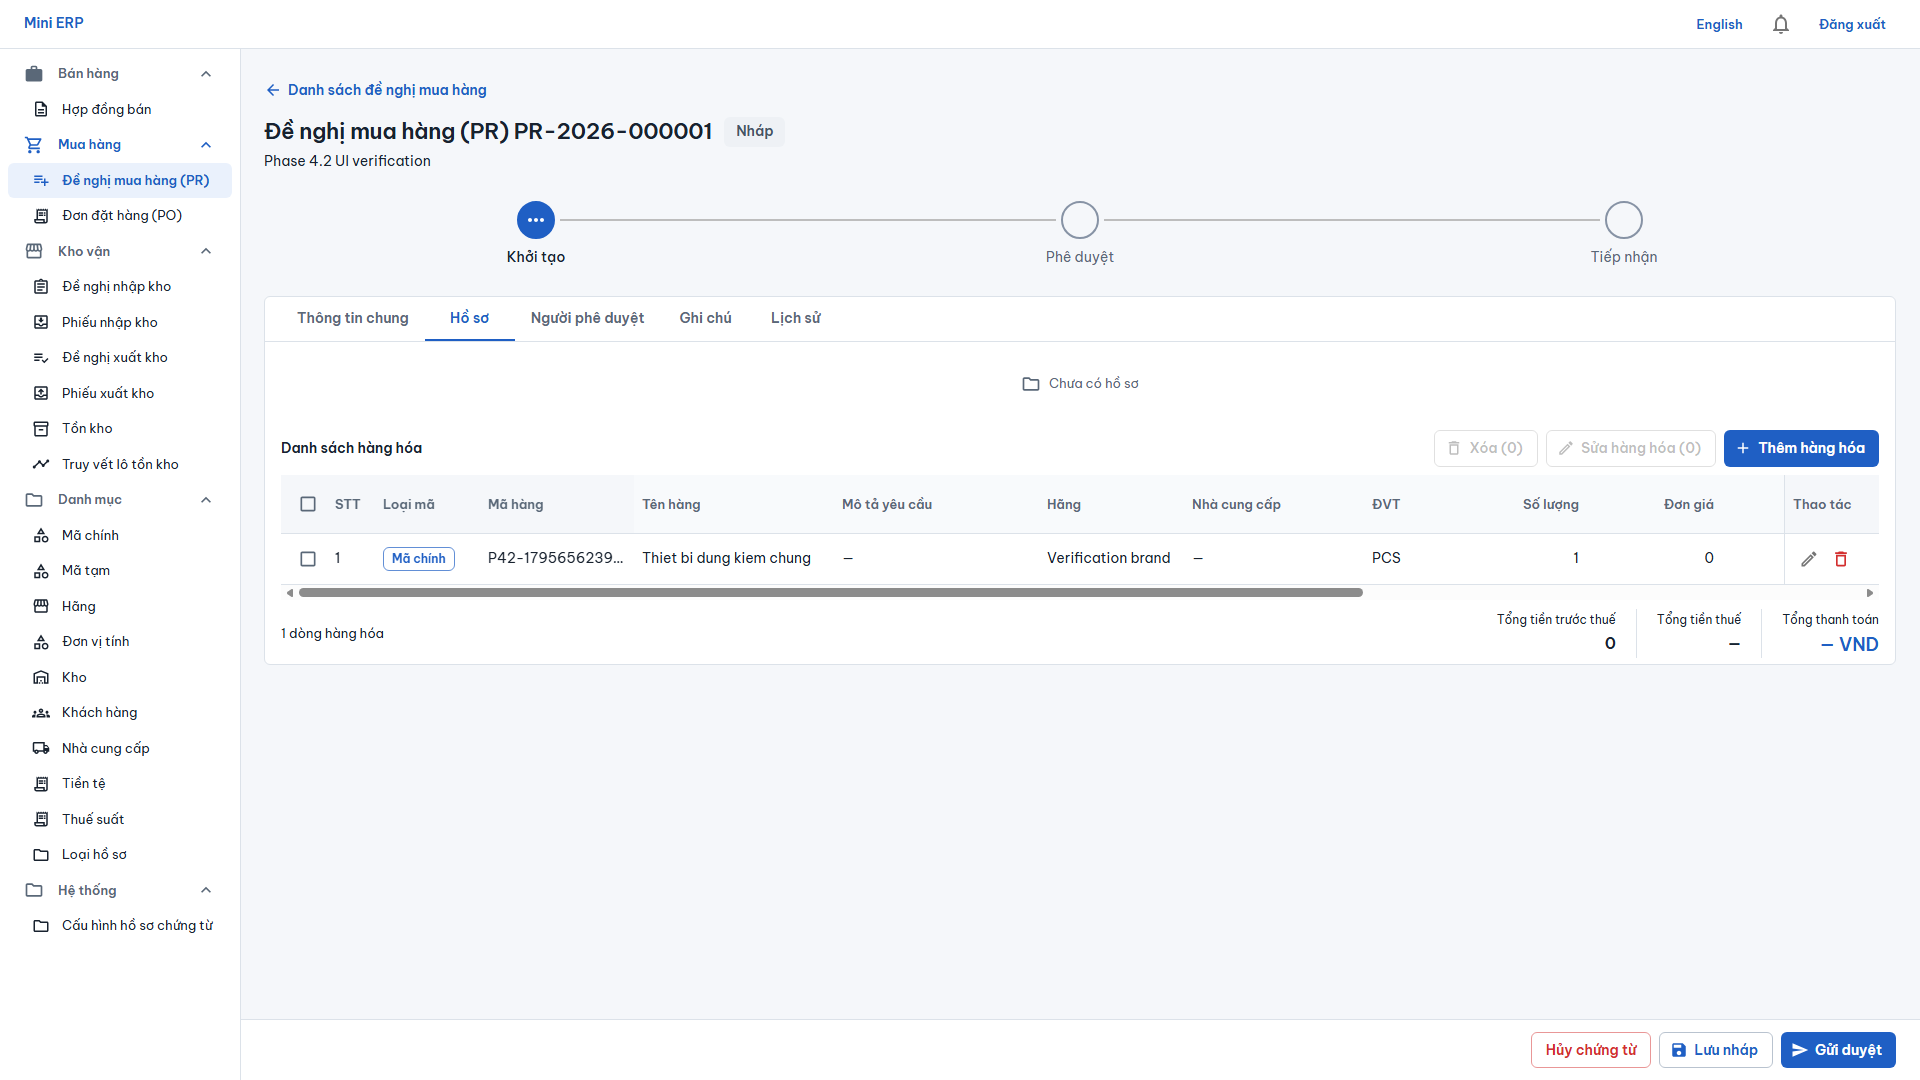 Mini ERP
English
Đăng xuất
Bán hàng
Hợp đồng bán
Mua hàng
Đề nghị mua hàng (PR)
Đơn đặt hàng (PO)
Kho vận
Đề nghị nhập kho
Phiếu nhập kho
Đề nghị xuất kho
Phiếu xuất kho
Tồn kho
Truy vết lô tồn kho
Danh mục
Mã chính
Mã tạm
Hãng
Đơn vị tính
Kho
Khách hàng
Nhà cung cấp
Tiền tệ
Thuế suất
Loại hồ sơ
Hệ thống
Cấu hình hồ sơ chứng từ
Danh sách đề nghị mua hàng
Đề nghị mua hàng (PR) PR-2026-000001 Nháp
Phase 4.2 UI verification
Khởi tạo Phê duyệt Tiếp nhận
Thông tin chung Hồ sơ Người phê duyệt Ghi chú Lịch sử
Chưa có hồ sơ
Danh sách hàng hóa Xóa (0) Sửa hàng hóa (0) Thêm hàng hóa
STT Loại mã Mã hàng Tên hàng Mô tả yêu cầu Hãng Nhà cung cấp ĐVT Số lượng Đơn giá Thao tác
1 Mã chính P42-1795656239... Thiet bi dung kiem chung — Verification brand — PCS 1 0
1 dòng hàng hóa
Tổng tiền trước thuế Tổng tiền thuế Tổng thanh toán
0 — — VND
Hủy chứng từ Lưu nháp Gửi duyệt